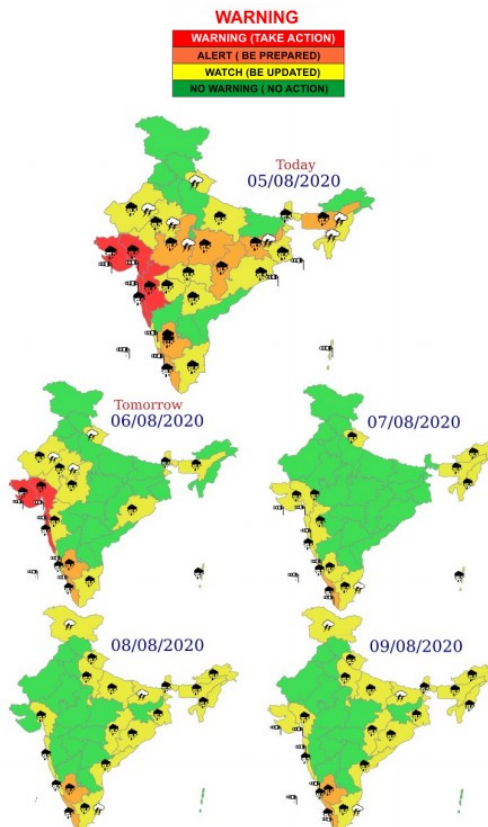 WARNING
WARNING (TAKE ACTION)
ALERT ( BE PREPARED)
WATCH (BE UPDATED)
NO WARNING ( NO ACTION)
Today
05/08/2020
Tomorrow
06/08/2020
07/08/2020
08/08/2020
09/08/2020